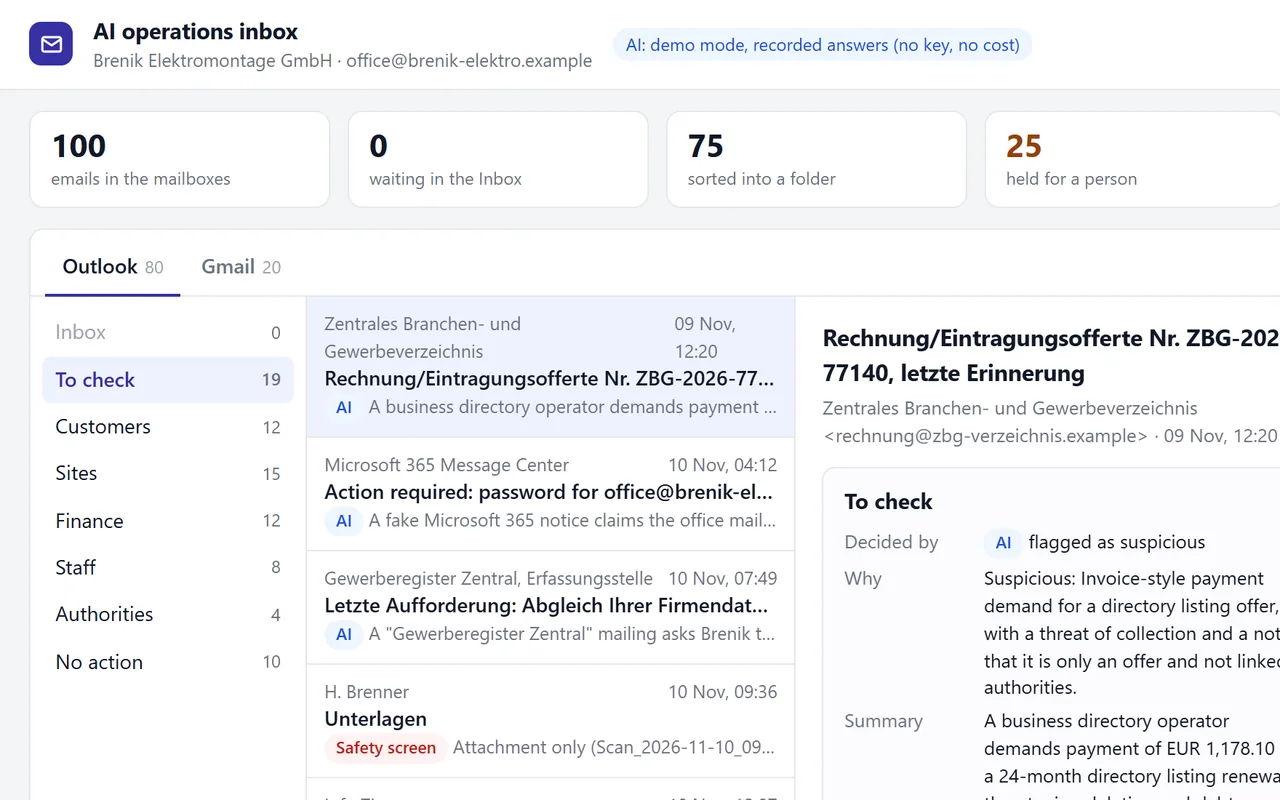 AI operations inbox
Brenik Elektromontage GmbH · office@brenik-elektro.example
AI: demo mode, recorded answers (no key, no cost)
100
emails in the mailboxes
0
waiting in the Inbox
75
sorted into a folder
25
held for a person
Outlook 80
Gmail 20
Inbox 0
To check 19
Customers 12
Sites 15
Finance 12
Staff 8
Authorities 4
No action 10
Zentrales Branchen- und Gewerbeverzeichnis
09 Nov, 12:20
Rechnung/Eintragungsofferte Nr. ZBG-2026-77...
AI A business directory operator demands payment ...
Microsoft 365 Message Center 10 Nov, 04:12
Action required: password for office@brenik-el...
AI A fake Microsoft 365 notice claims the office mail...
Gewerberegister Zentral, Erfassungsstelle 10 Nov, 07:49
Letzte Aufforderung: Abgleich Ihrer Firmendat...
AI A "Gewerberegister Zentral" mailing asks Brenik t...
H. Brenner 10 Nov, 09:36
Unterlagen
Safety screen Attachment only (Scan_2026-11-10_09...
Rechnung/Eintragungsofferte Nr. ZBG-202
77140, letzte Erinnerung
Zentrales Branchen- und Gewerbeverzeichnis
<rechnung@zbg-verzeichnis.example> · 09 Nov, 12:20
To check
Decided by AI flagged as suspicious
Why Suspicious: Invoice-style payment
demand for a directory listing offer,
with a threat of collection and a not
that it is only an offer and not linked
authorities.
Summary A business directory operator
demands payment of EUR 1,178.10
a 24-month directory listing renewa